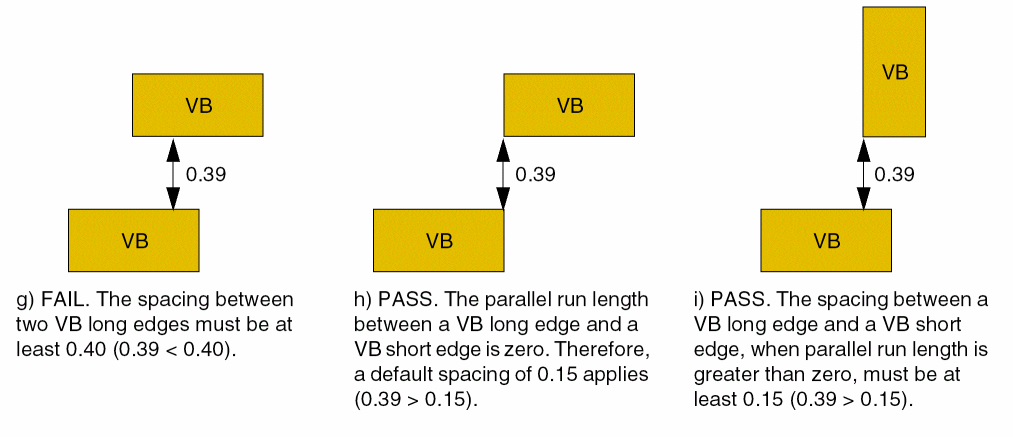 VB
VB
VB
0.39
0.39
0.39
VB
VB
VB
g) FAIL. The spacing between
two VB long edges must be at
least 0.40 (0.39 < 0.40).
h) PASS. The parallel run length
between a VB long edge and a
VB short edge is zero. Therefore,
a default spacing of 0.15 applies
(0.39 > 0.15).
i) PASS. The spacing between a
VB long edge and a VB short
edge, when parallel run length is
greater than zero, must be at
least 0.15 (0.39 > 0.15).